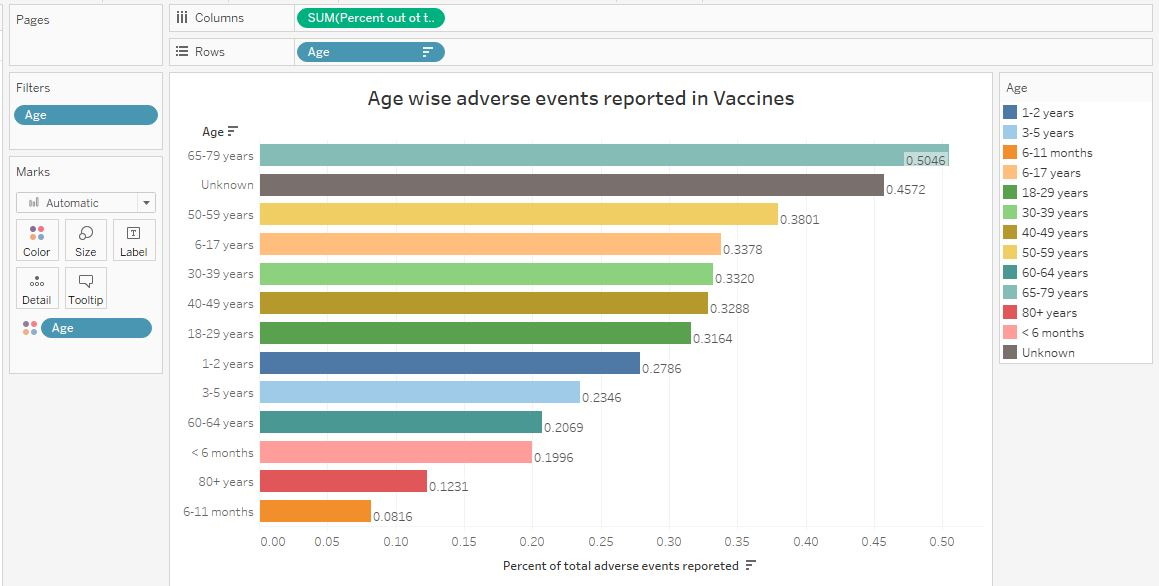 Pages
Columns
SUM(Percent out ot t..
Rows
Age
Filters
Age
Marks
Automatic
Color
Size
Label
Detail
Tooltip
Age
Age wise adverse events reported in Vaccines
Age
65-79 years 0.5046
Unknown 0.4572
50-59 years 0.3801
6-17 years 0.3378
30-39 years 0.3320
40-49 years 0.3288
18-29 years 0.3164
1-2 years 0.2786
3-5 years 0.2346
60-64 years 0.2069
< 6 months 0.1996
80+ years 0.1231
6-11 months 0.0816
0.00 0.05 0.10 0.15 0.20 0.25 0.30 0.35 0.40 0.45 0.50
Percent of total adverse events reporeted
Age
1-2 years
3-5 years
6-11 months
6-17 years
18-29 years
30-39 years
40-49 years
50-59 years
60-64 years
65-79 years
80+ years
< 6 months
Unknown